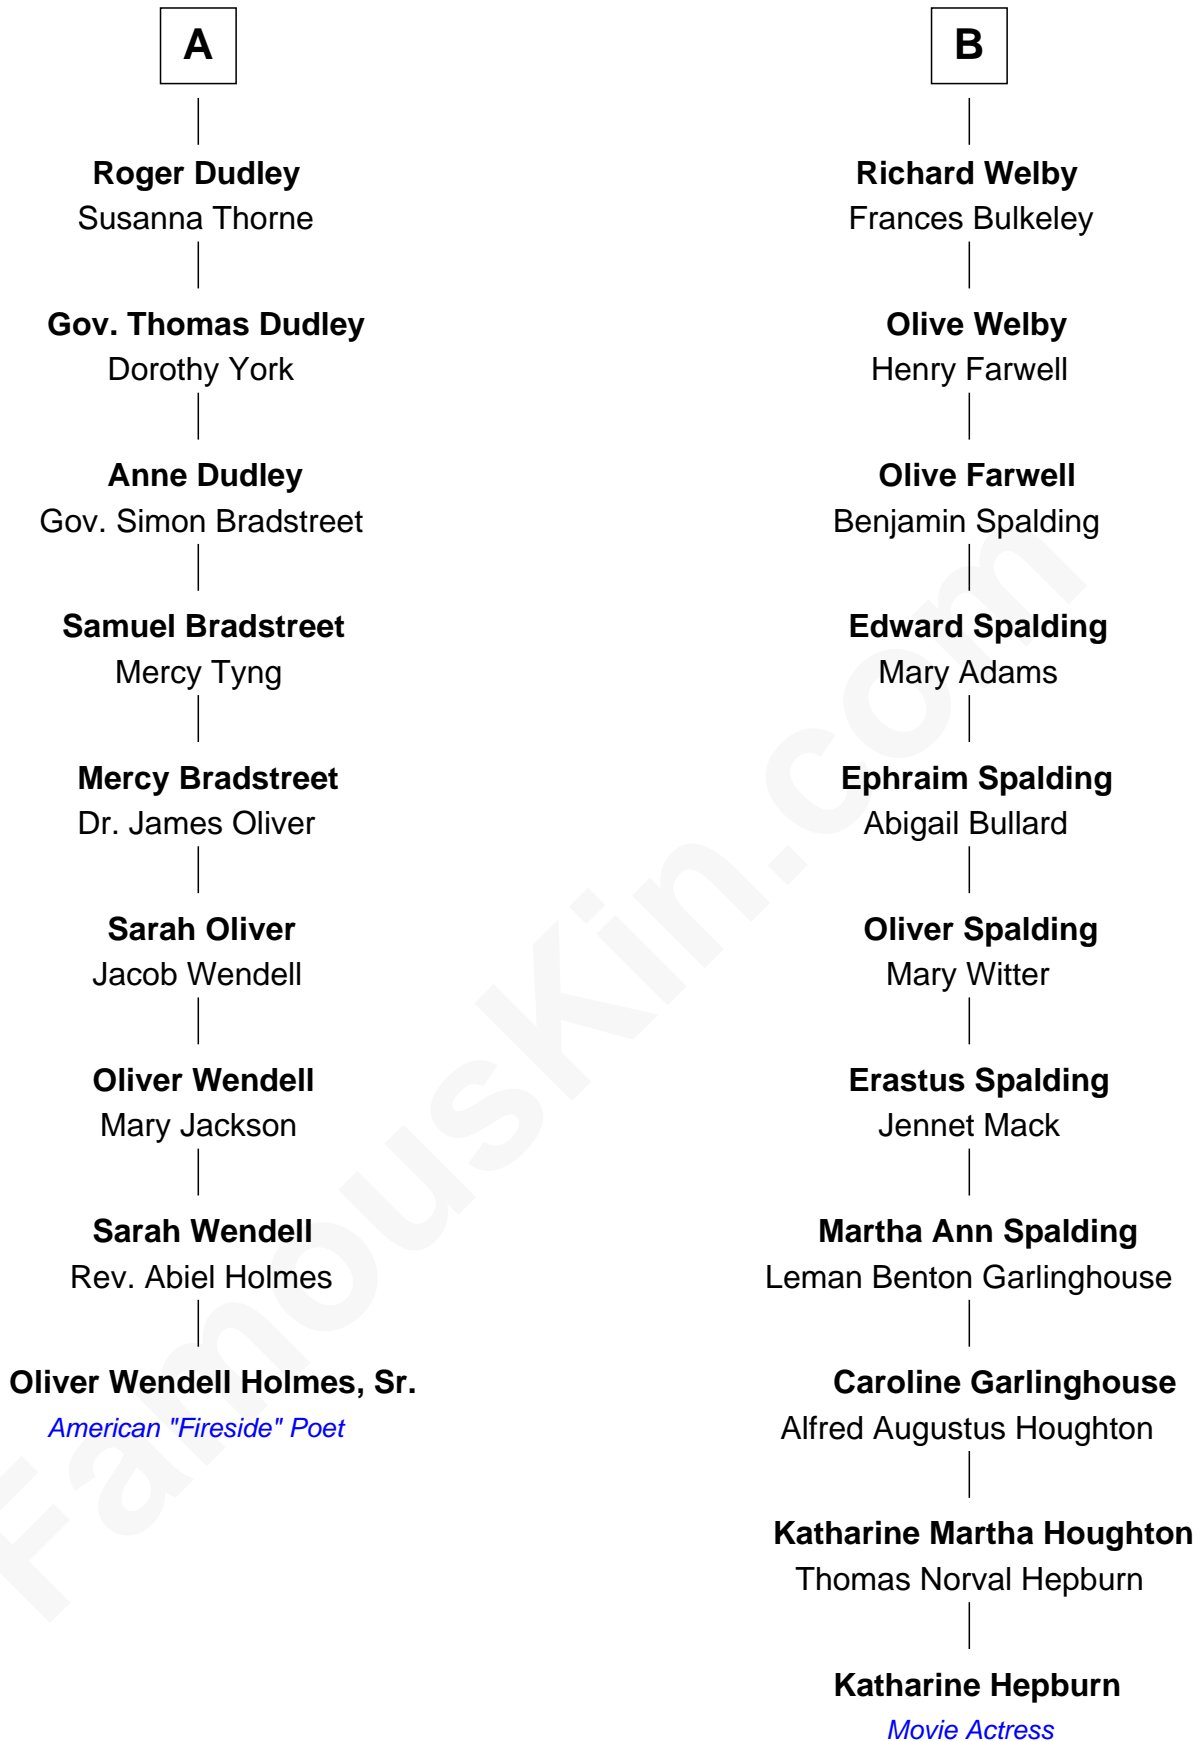 A
Roger Dudley
Susanna Thorne
Gov. Thomas Dudley
Dorothy York
Anne Dudley
Gov. Simon Bradstreet
Samuel Bradstreet
Mercy Tyng
Mercy Bradstreet
Dr. James Oliver
Sarah Oliver
Jacob Wendell
Oliver Wendell
Mary Jackson
Sarah Wendell
Rev. Abiel Holmes
Oliver Wendell Holmes, Sr.
American "Fireside" Poet
B
Richard Welby
Frances Bulkeley
Olive Welby
Henry Farwell
Olive Farwell
Benjamin Spalding
Edward Spalding
Mary Adams
Ephraim Spalding
Abigail Bullard
Oliver Spalding
Mary Witter
Erastus Spalding
Jennet Mack
Martha Ann Spalding
Leman Benton Garlinghouse
Caroline Garlinghouse
Alfred Augustus Houghton
Katharine Martha Houghton
Thomas Norval Hepburn
Katharine Hepburn
Movie Actress
FamousKin.com